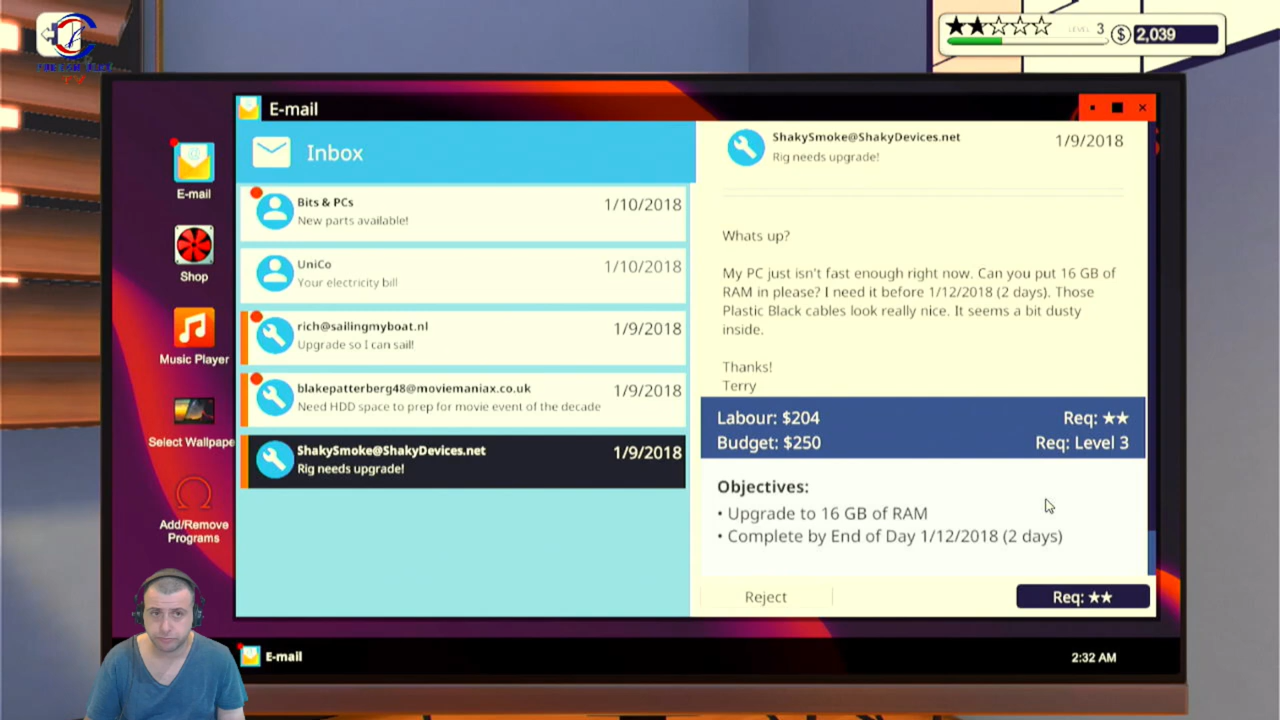 LEVEL 3
$ 2,039
TV
E-mail
Shop
Music Player
Select Wallpape
Add/Remove
Programs
E-mail
Inbox
Bits & PCs
New parts available!
1/10/2018
UniCo
Your electricity bill
1/10/2018
rich@sailingmyboat.nl
Upgrade so I can sail!
1/9/2018
blakepatterberg48@moviemaniax.co.uk
Need HDD space to prep for movie event of the decade
1/9/2018
ShakySmoke@ShakyDevices.net
Rig needs upgrade!
1/9/2018
ShakySmoke@ShakyDevices.net
Rig needs upgrade!
1/9/2018
Whats up?
My PC just isn't fast enough right now. Can you put 16 GB of
RAM in please? I need it before 1/12/2018 (2 days). Those
Plastic Black cables look really nice. It seems a bit dusty
inside.
Thanks!
Terry
Labour: $204
Req: ★★
Budget: $250
Req: Level 3
Objectives:
• Upgrade to 16 GB of RAM
• Complete by End of Day 1/12/2018 (2 days)
Reject
Req: ★★
E-mail
2:32 AM